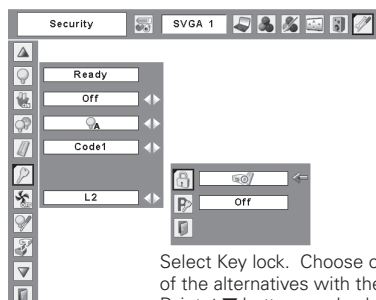 Security SVGA 1
Ready
Off
A
Code1
L2
Off
Select Key lock. Choose o
of the alternatives with the